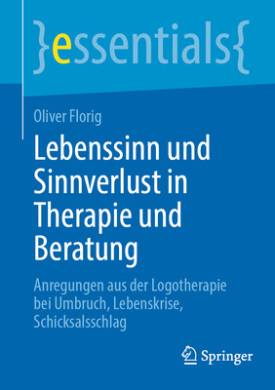 }essentials{
Oliver Florig
Lebenssinn und
Sinnverlust in
Therapie und
Beratung
Anregungen aus der Logotherapie
bei Umbruch, Lebenskrise,
Schicksalsschlag
Springer